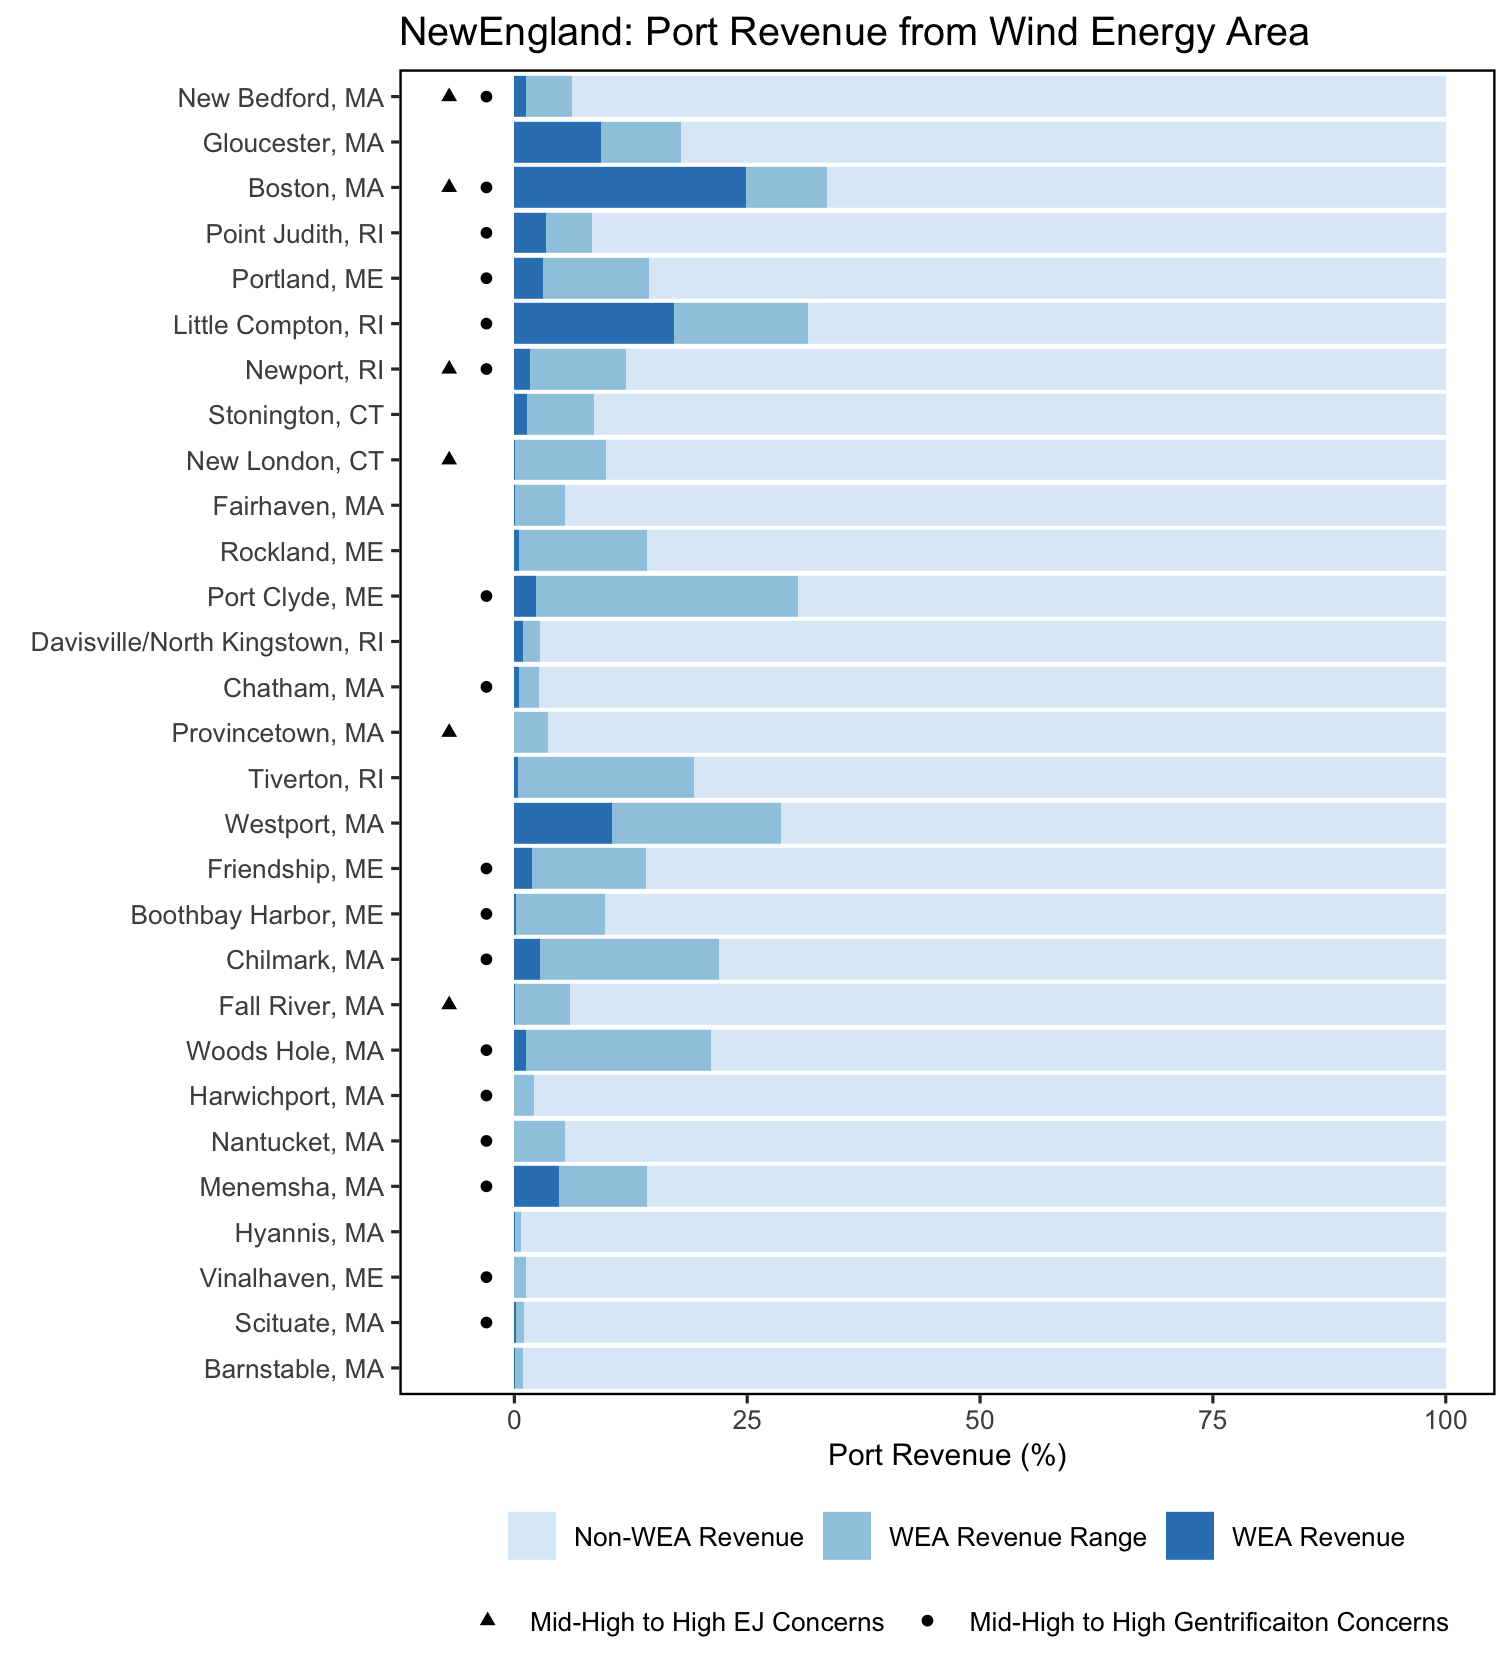 NewEngland: Port Revenue from Wind Energy Area
New Bedford, MA
Gloucester, MA
Boston, MA
Point Judith, RI
Portland, ME
Little Compton, RI
Newport, RI
Stonington, CT
New London, CT
Fairhaven, MA
Rockland, ME
Port Clyde, ME
Davisville/North Kingstown, RI
Chatham, MA
Provincetown, MA
Tiverton, RI
Westport, MA
Friendship, ME
Boothbay Harbor, ME
Chilmark, MA
Fall River, MA
Woods Hole, MA
Harwichport, MA
Nantucket, MA
Menemsha, MA
Hyannis, MA
Vinalhaven, ME
Scituate, MA
Barnstable, MA
0 25 50 75 100
Port Revenue (%)
Non-WEA Revenue WEA Revenue Range WEA Revenue
Mid-High to High EJ Concerns Mid-High to High Gentrificaiton Concerns